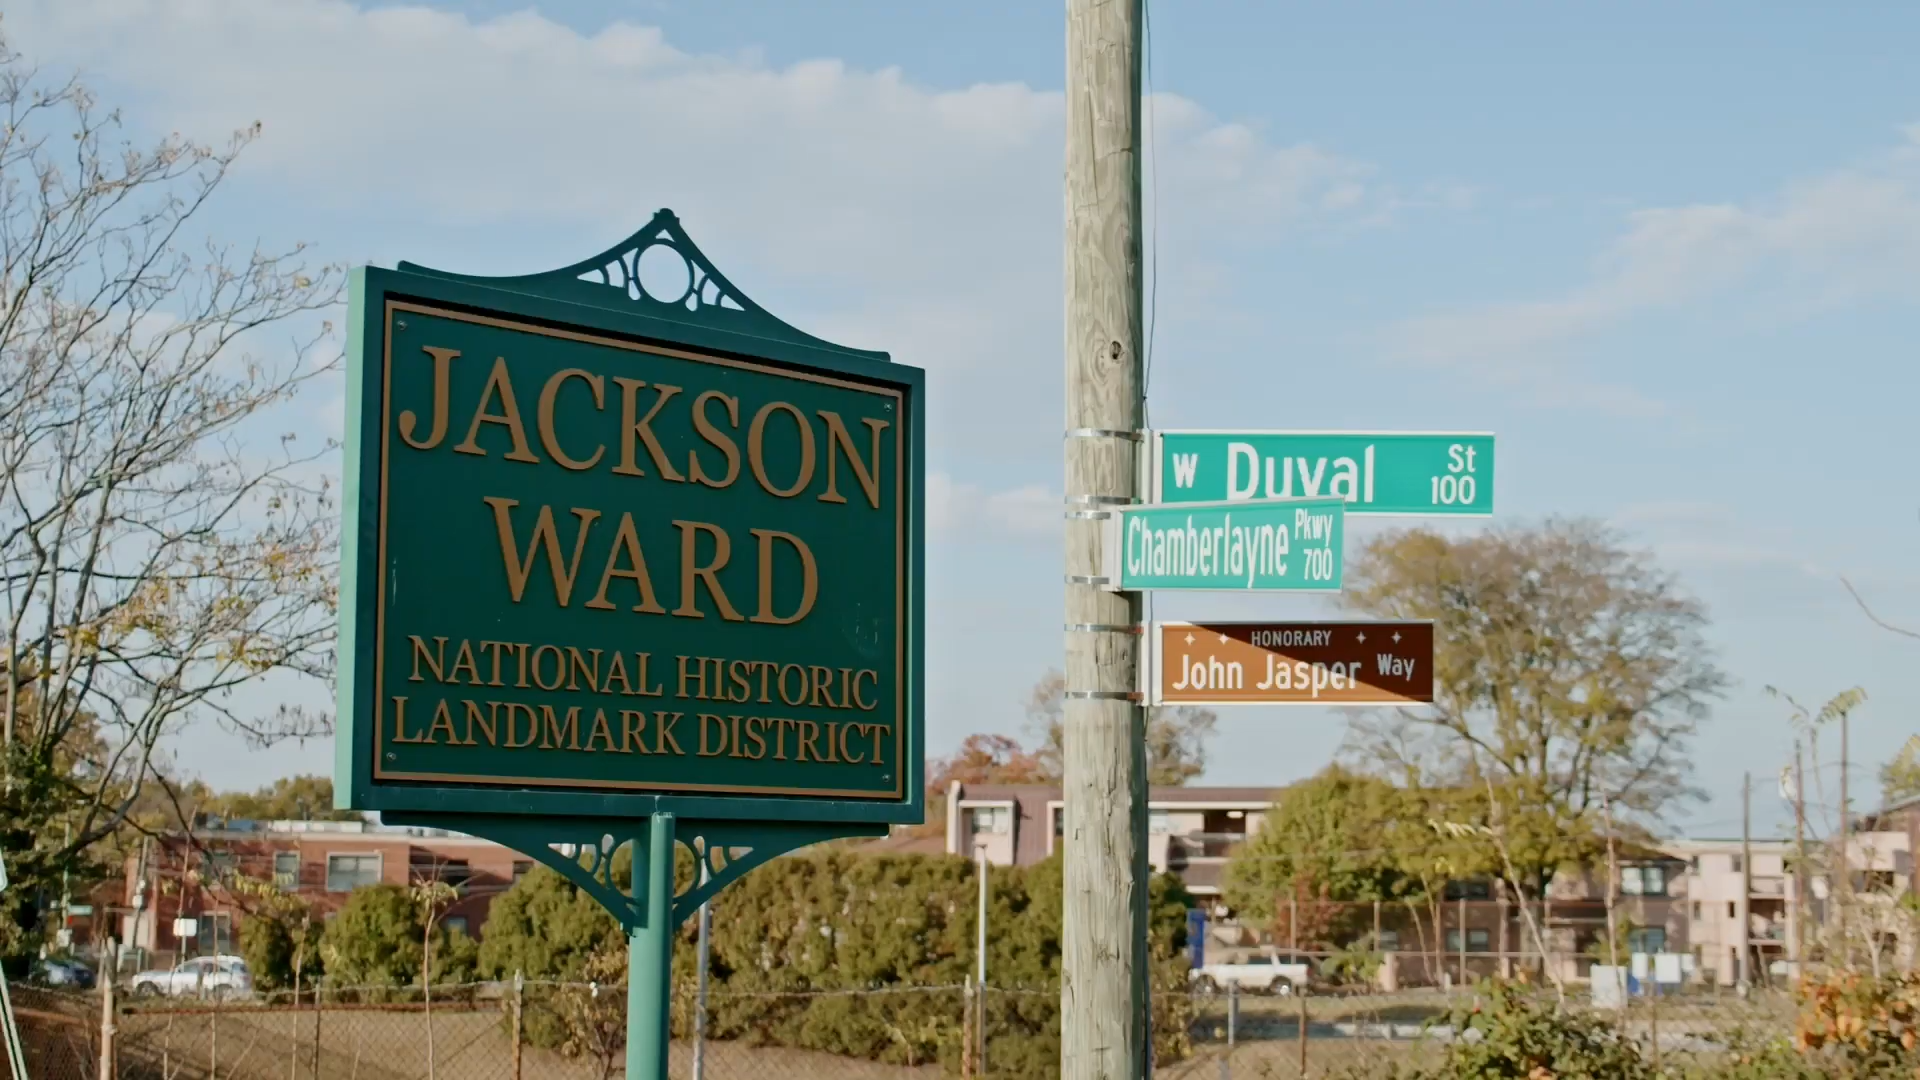 JACKSON
WARD
NATIONAL HISTORIC
LANDMARK DISTRICT
W Duval St
100
Chamberlayne Pkwy
700
HONORARY
John Jasper Way